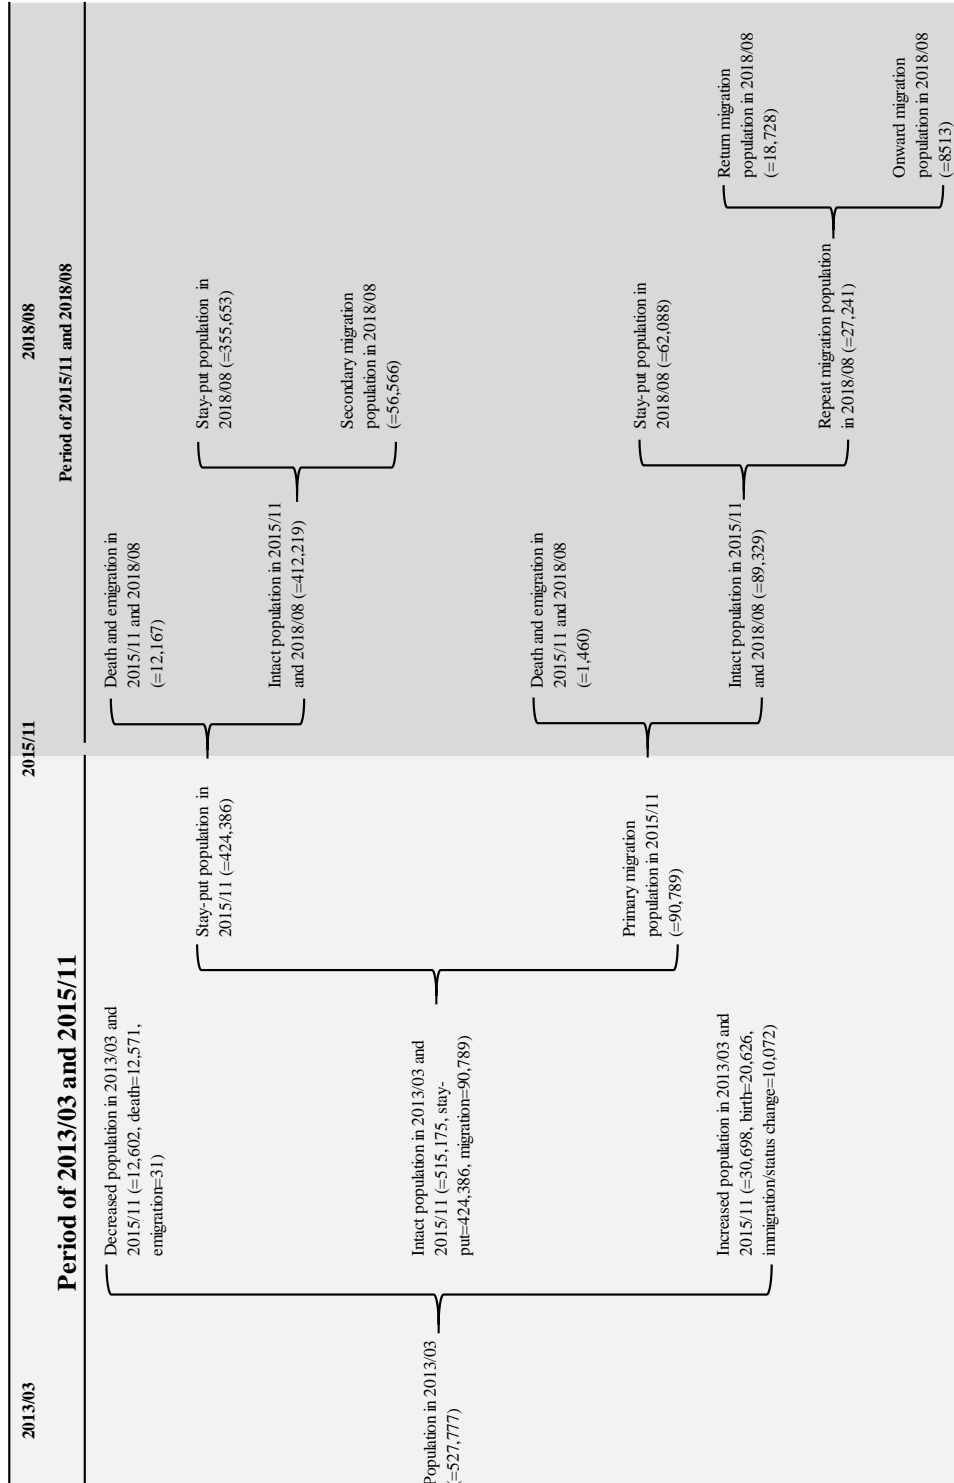 2013/03
2015/11
2018/08
Period of 2013/03 and 2015/11
Period of 2015/11 and 2018/08
Population in 2013/03
(=527,777)
Decreased population in 2013/03 and
2015/11 (=12,602, death=12,571,
emigration=31)
Intact population in 2013/03 and
2015/11 (=515,175, stay-
put=424,386, migration=90,789)
Increased population in 2013/03 and
2015/11 (=30,698, birth=20,626,
immigration/status change=10,072)
Stay-put population in
2015/11 (=424,386)
Primary migration
population in 2015/11
(=90,789)
Death and emigration in
2015/11 and 2018/08
(=12,167)
Intact population in 2015/11
and 2018/08 (=412,219)
Death and emigration in
2015/11 and 2018/08
(=1,460)
Intact population in 2015/11
and 2018/08 (=89,329)
Stay-put population in
2018/08 (=355,653)
Secondary migration
population in 2018/08
(=56,566)
Stay-put population in
2018/08 (=62,088)
Repeat migration population
in 2018/08 (=27,241)
Return migration
population in 2018/08
(=18,728)
Onward migration
population in 2018/08
(=8513)